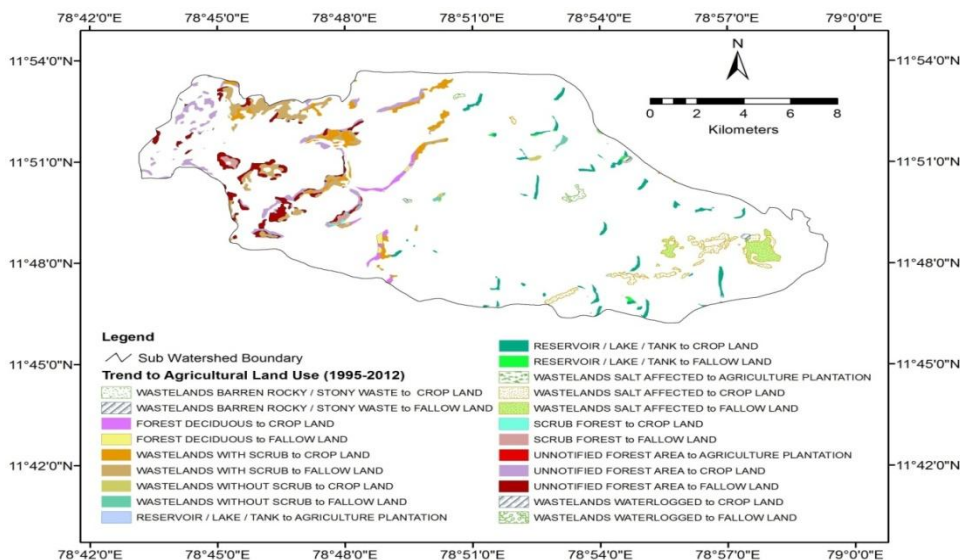 78°42'0"E 78°45'0"E 78°48'0"E 78°51'0"E 78°54'0"E 78°57'0"E 79°0'0"E
11°54'0"N 11°54'0"N
N
0 2 4 6 8
Kilometers
11°51'0"N 11°51'0"N
11°48'0"N 11°48'0"N
11°45'0"N 11°45'0"N
11°42'0"N 11°42'0"N
Legend
Sub Watershed Boundary
Trend to Agricultural Land Use (1995-2012)
WASTELANDS BARREN ROCKY / STONY WASTE to CROP LAND
WASTELANDS BARREN ROCKY / STONY WASTE to FALLOW LAND
FOREST DECIDUOUS to CROP LAND
FOREST DECIDUOUS to FALLOW LAND
WASTELANDS WITH SCRUB to CROP LAND
WASTELANDS WITH SCRUB to FALLOW LAND
WASTELANDS WITHOUT SCRUB to CROP LAND
WASTELANDS WITHOUT SCRUB to FALLOW LAND
RESERVOIR / LAKE / TANK to AGRICULTURE PLANTATION
RESERVOIR / LAKE / TANK to CROP LAND
RESERVOIR / LAKE / TANK to FALLOW LAND
WASTELANDS SALT AFFECTED to AGRICULTURE PLANTATION
WASTELANDS SALT AFFECTED to CROP LAND
WASTELANDS SALT AFFECTED to FALLOW LAND
SCRUB FOREST to CROP LAND
SCRUB FOREST to FALLOW LAND
UNNOTIFIED FOREST AREA to AGRICULTURE PLANTATION
UNNOTIFIED FOREST AREA to CROP LAND
UNNOTIFIED FOREST AREA to FALLOW LAND
WASTELANDS WATERLOGGED to CROP LAND
WASTELANDS WATERLOGGED to FALLOW LAND
78°42'0"E 78°45'0"E 78°48'0"E 78°51'0"E 78°54'0"E 78°57'0"E 79°0'0"E